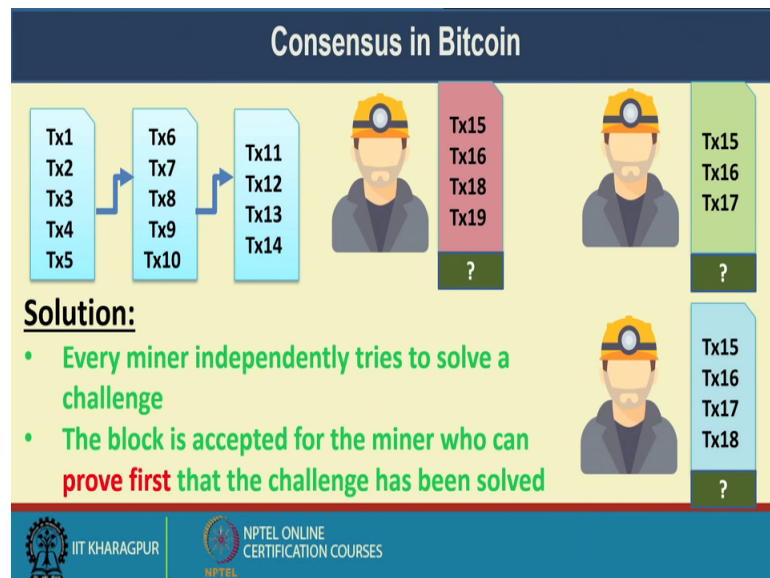 Consensus in Bitcoin
Tx1
Tx2
Tx3
Tx4
Tx5
Tx6
Tx7
Tx8
Tx9
Tx10
Tx11
Tx12
Tx13
Tx14
Tx15
Tx16
Tx18
Tx19
?
Tx15
Tx16
Tx17
?
Solution:
• Every miner independently tries to solve a
challenge
• The block is accepted for the miner who can
prove first that the challenge has been solved
Tx15
Tx16
Tx17
Tx18
?
IIT KHARAGPUR
NPTEL
NPTEL ONLINE
CERTIFICATION COURSES